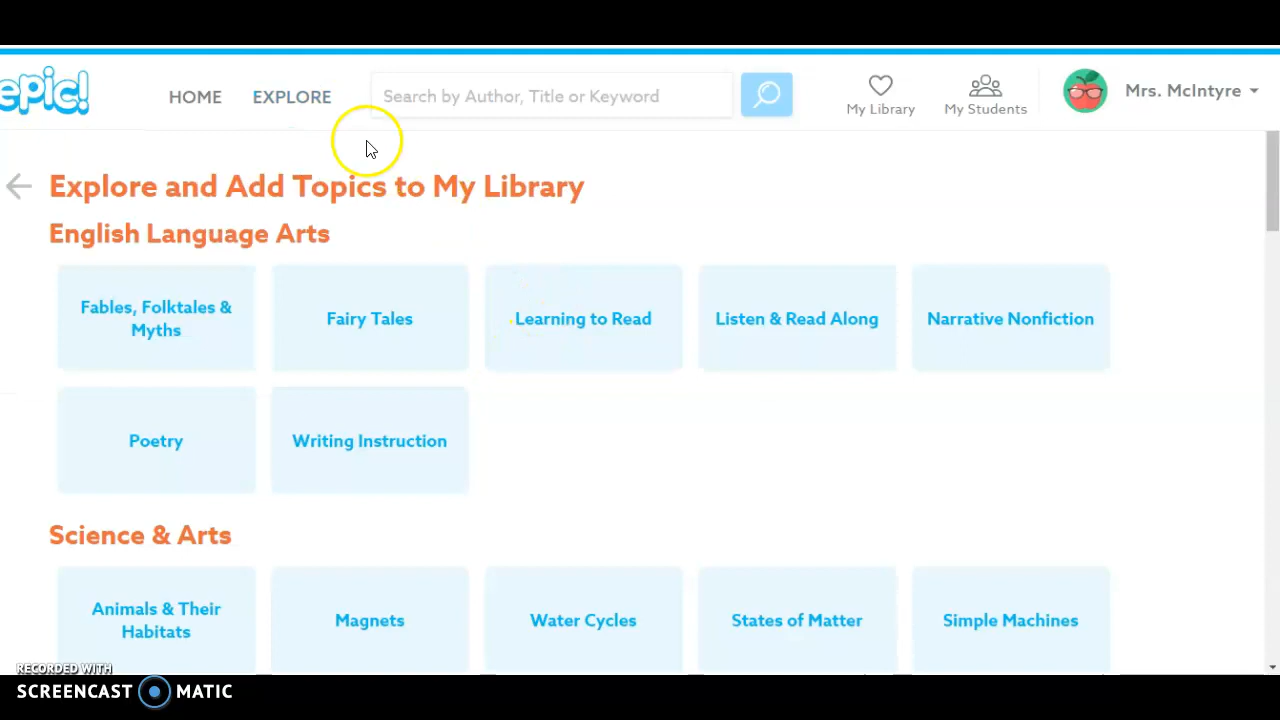 epic!
HOME
EXPLORE
Search by Author, Title or Keyword
My Library
My Students
Mrs. McIntyre
Explore and Add Topics to My Library
English Language Arts
Fables, Folktales &
Myths
Fairy Tales
Learning to Read
Listen & Read Along
Narrative Nonfiction
Poetry
Writing Instruction
Science & Arts
Animals & Their
Habitats
Magnets
Water Cycles
States of Matter
Simple Machines
RECORDED WITH
SCREENCAST MATIC